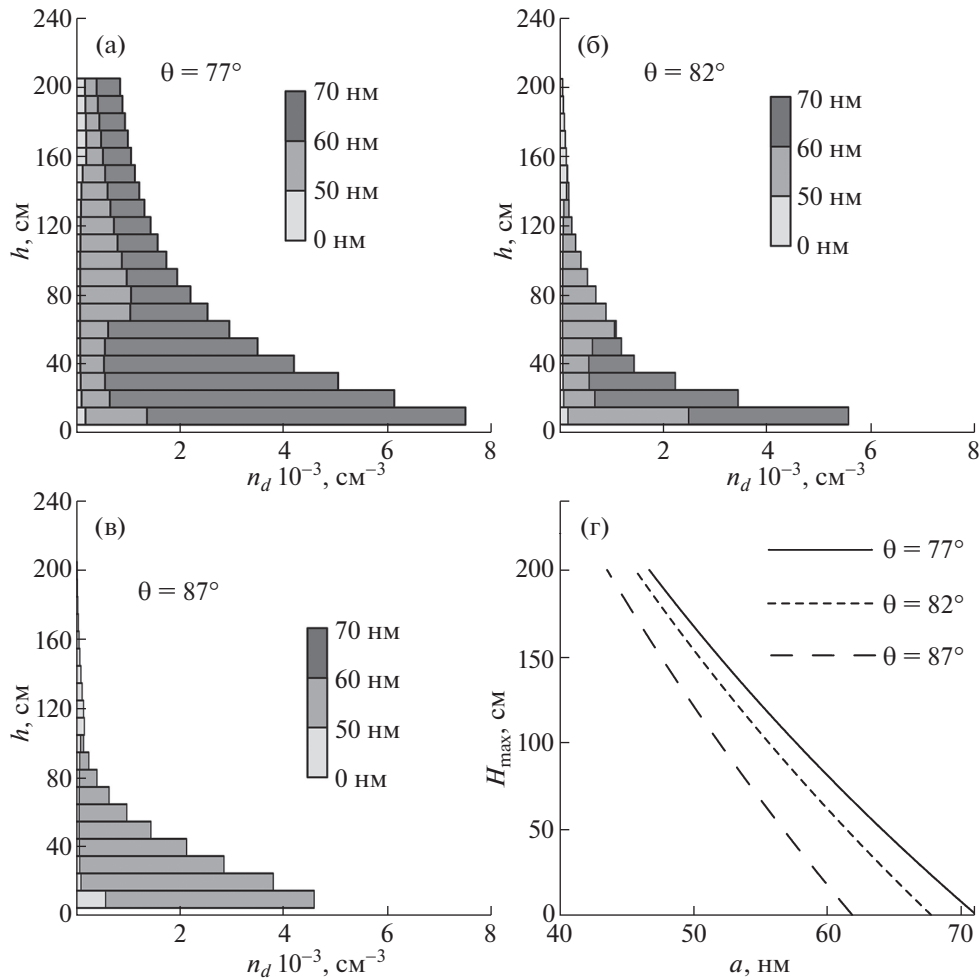 240
(а)
θ = 77°
200
70 нм
160
60 нм
h, см
120
50 нм
80
0 нм
40
0
2
4
6
8
n_d 10⁻³, см⁻³
240
(б)
θ = 82°
200
70 нм
160
60 нм
h, см
120
50 нм
80
0 нм
40
0
2
4
6
8
n_d 10⁻³, см⁻³
240
(в)
200
θ = 87°
160
70 нм
h, см
120
60 нм
80
50 нм
40
0 нм
0
2
4
6
8
n_d 10⁻³, см⁻³
(г)
θ = 77°
200
θ = 82°
150
θ = 87°
H_max, см
100
50
0
40
50
60
70
a, нм